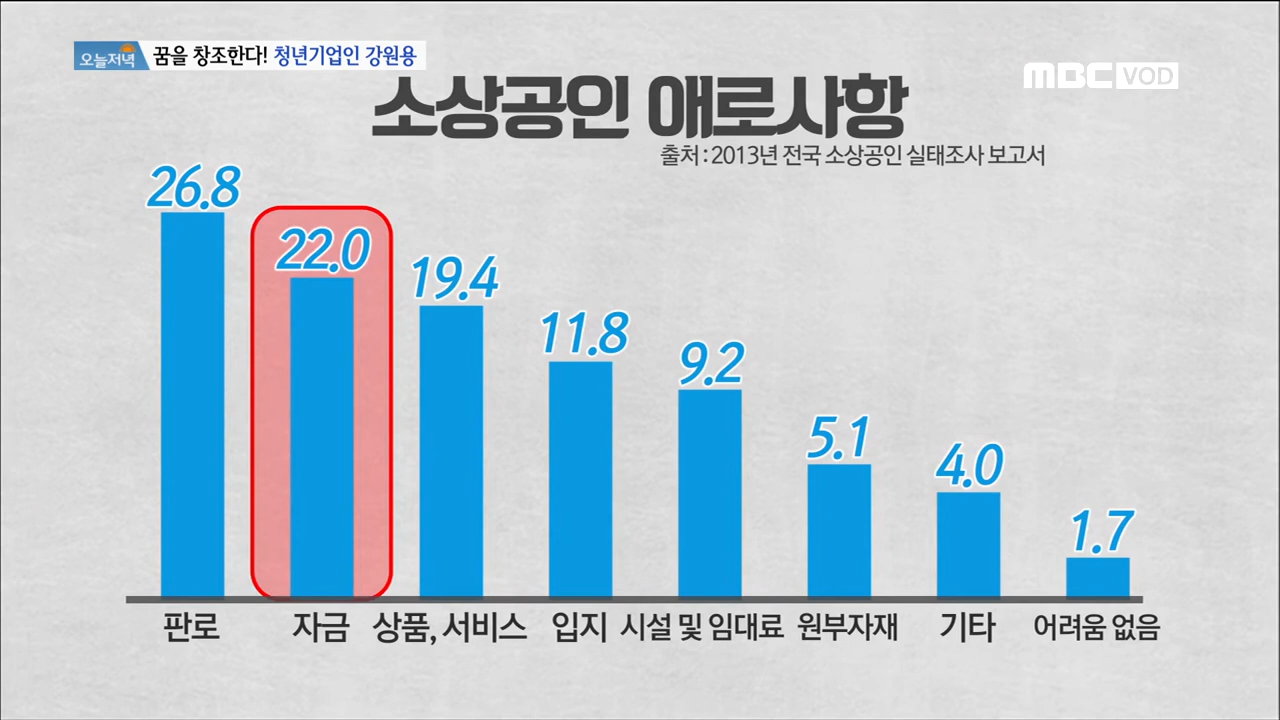 오늘저녁 꿈을 창조한다! 청년기업인 강원용
MBC VOD
소상공인 애로사항
출처 : 2013년 전국 소상공인 실태조사 보고서
26.8
22.0
19.4
11.8
9.2
5.1
4.0
1.7
판로 자금 상품, 서비스 입지 시설 및 임대료 원부자재 기타 어려움 없음